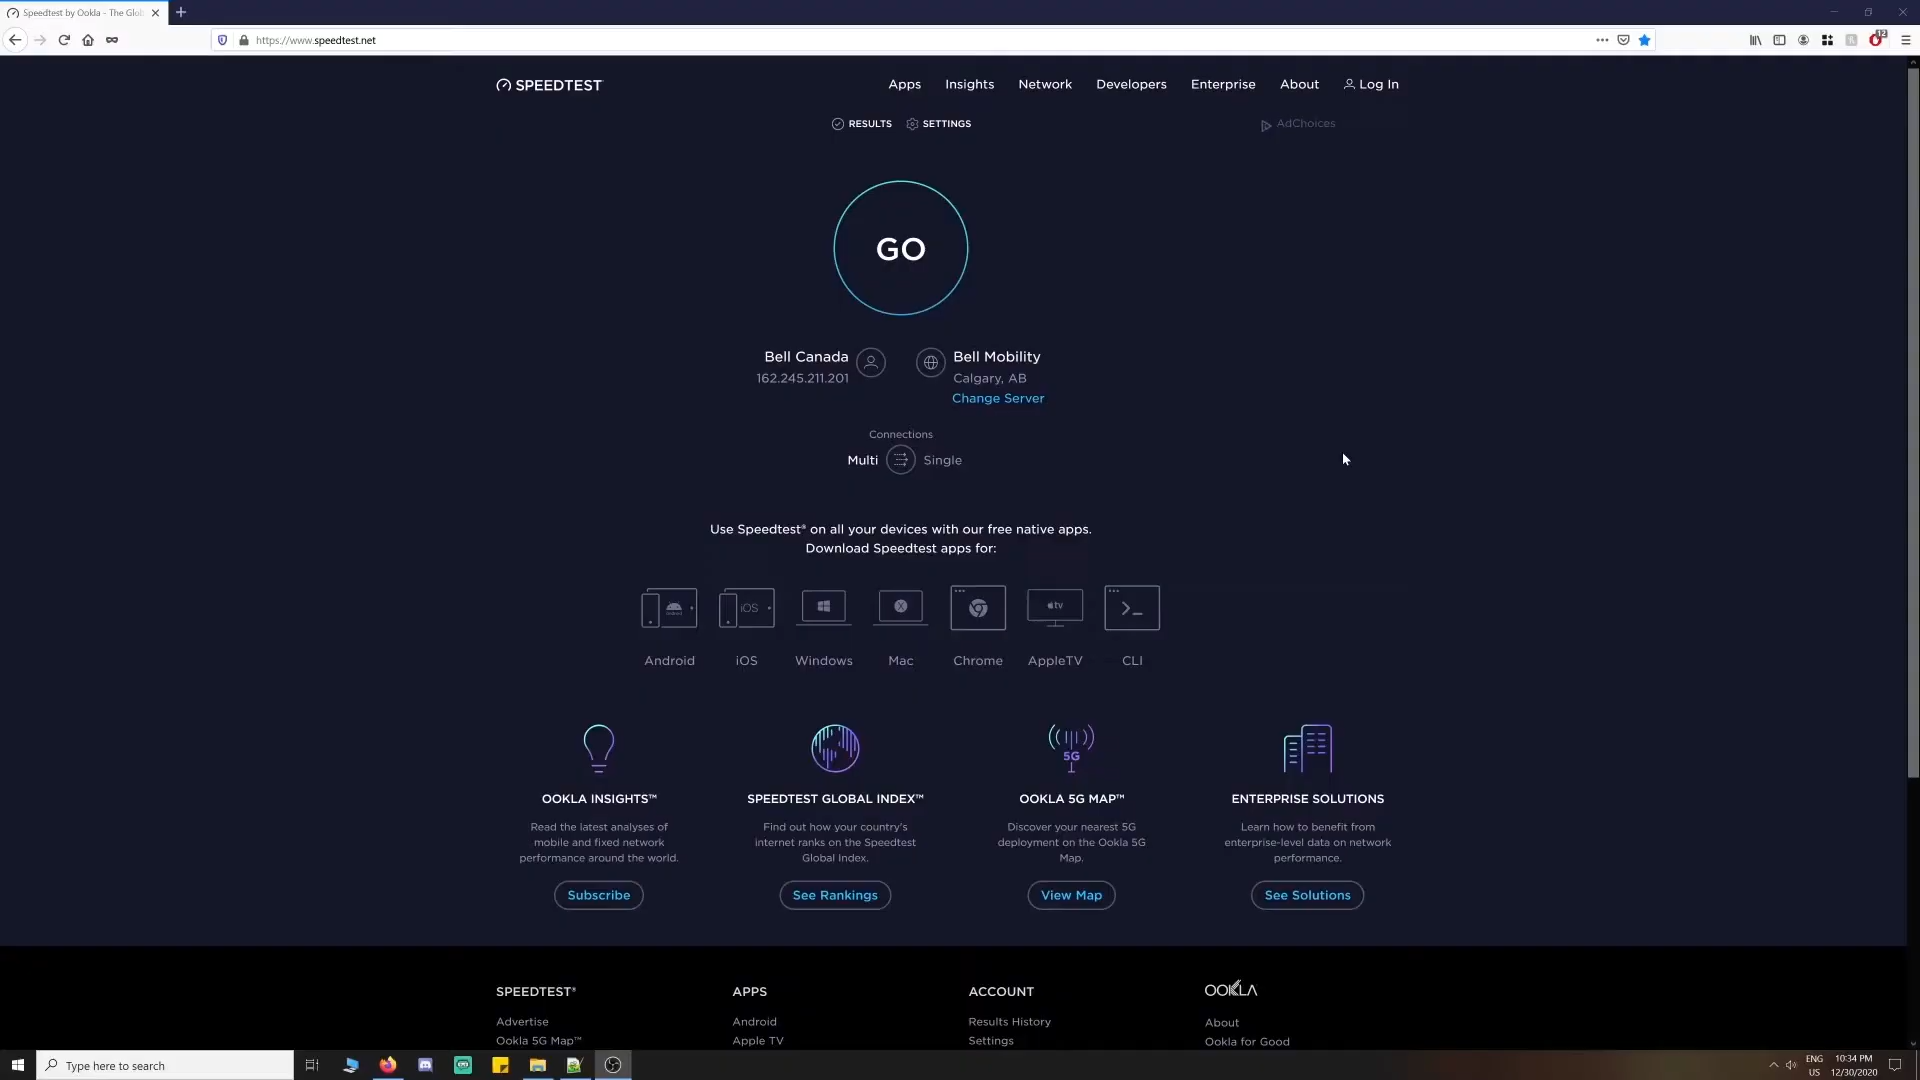 Speedtest by Ookla - The Glob
https://www.speedtest.net
12
SPEEDTEST
Apps
Insights
Network
Developers
Enterprise
About
Log In
RESULTS
SETTINGS
AdChoices
GO
Bell Canada
162.245.211.201
Bell Mobility
Calgary, AB
Change Server
Connections
Multi
Single
Use Speedtest® on all your devices with our free native apps.
Download Speedtest apps for:
android
iOS
tv
Android
iOS
Windows
Mac
Chrome
AppleTV
CLI
5G
OOKLA INSIGHTS™
Read the latest analyses of
mobile and fixed network
performance around the world.
Subscribe
SPEEDTEST GLOBAL INDEX™
Find out how your country's
internet ranks on the Speedtest
Global Index.
See Rankings
OOKLA 5G MAP™
Discover your nearest 5G
deployment on the Ookla 5G
Map.
View Map
ENTERPRISE SOLUTIONS
Learn how to benefit from
enterprise-level data on network
performance.
See Solutions
SPEEDTEST®
Advertise
Ookla 5G Map™
APPS
Android
Apple TV
ACCOUNT
Results History
Settings
OOKLA
About
Ookla for Good
Type here to search
ENG
US
10:34 PM
12/30/2020